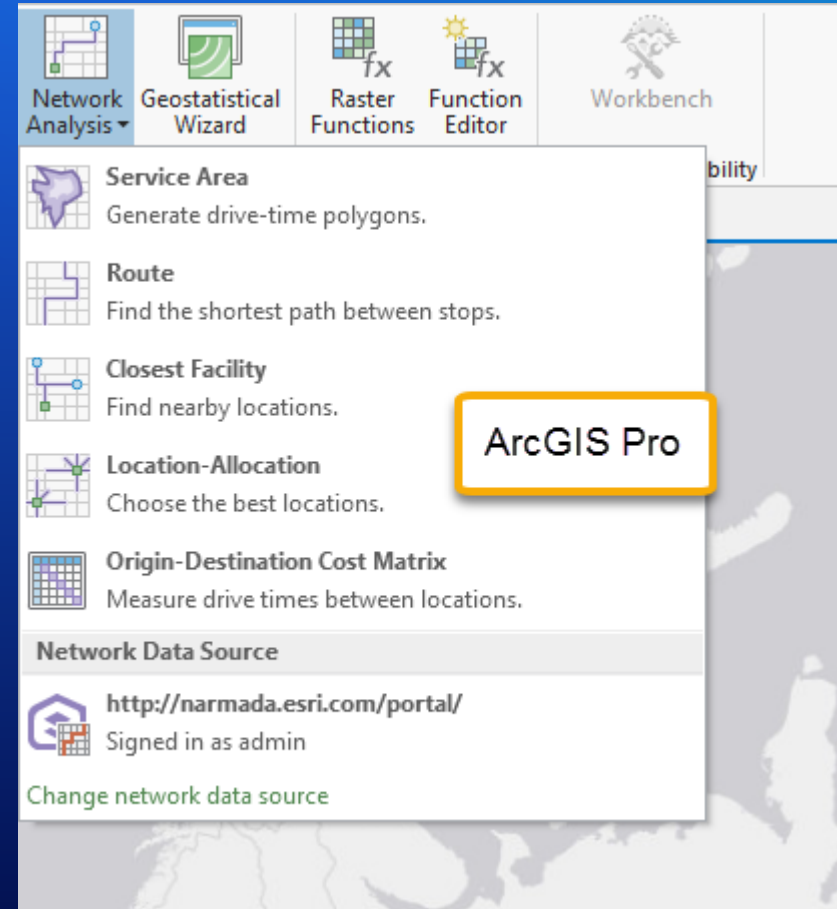 Network Analysis
Geostatistical Wizard
Raster Functions
Function Editor
Workbench
bility
Service Area
Generate drive-time polygons.
Route
Find the shortest path between stops.
Closest Facility
Find nearby locations.
ArcGIS Pro
Location-Allocation
Choose the best locations.
Origin-Destination Cost Matrix
Measure drive times between locations.
Network Data Source
http://narmada.esri.com/portal/
Signed in as admin
Change network data source